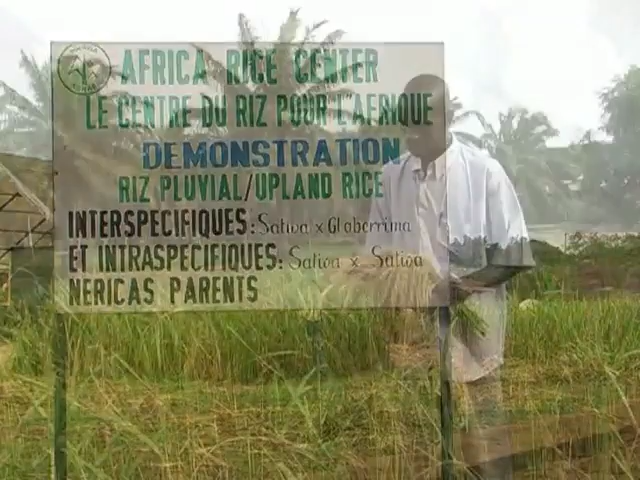 AFRICA RICE CENTER
LE CENTRE DU RIZ POUR L'AFRIQUE
DEMONSTRATION
RIZ PLUVIAL/UPLAND RICE
INTERSPECIFIQUES: Sativa x Glaberrima
ET INTRASPECIFIQUES: Sativa x Sativa
NERICAS PARENTS